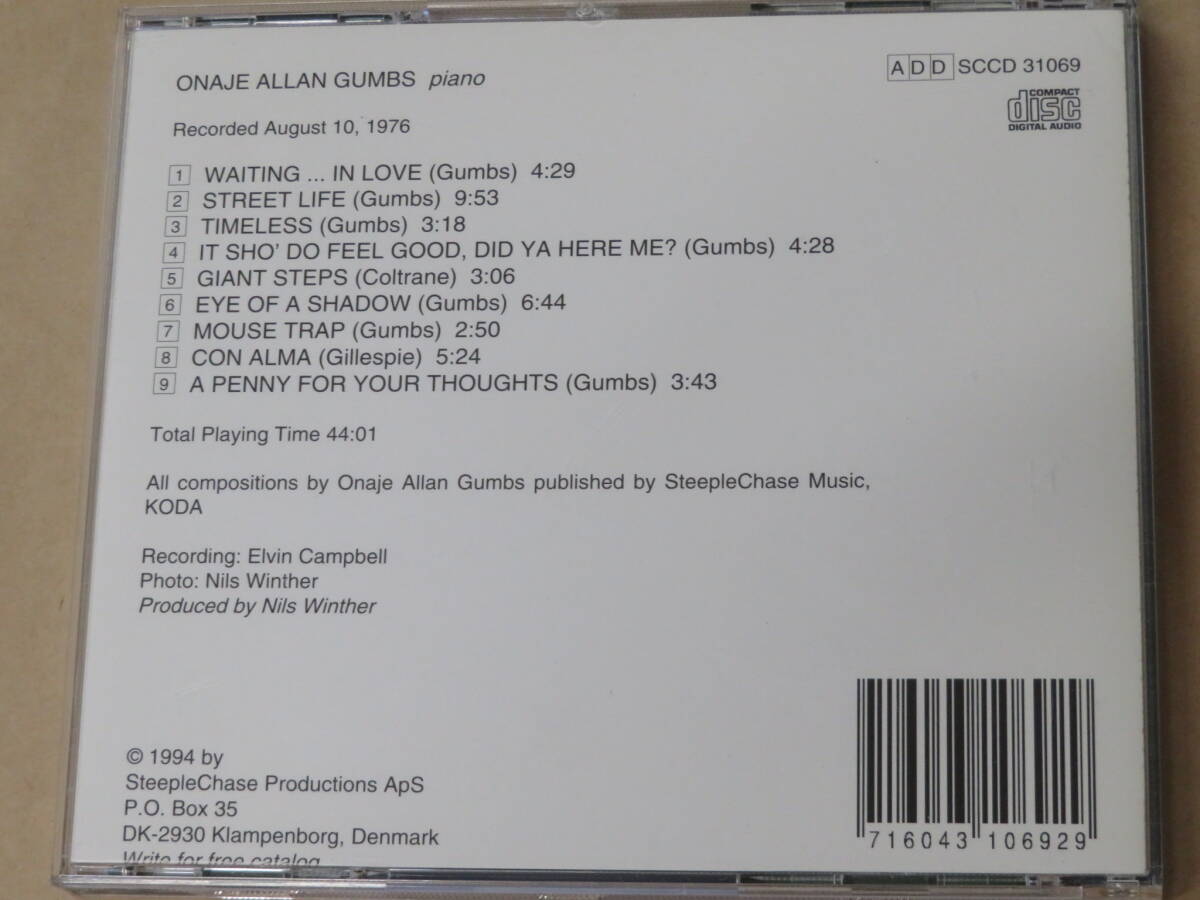 ONAJE ALLAN GUMBS piano
ADD SCCD 31069
COMPACT
disc
DIGITAL AUDIO
Recorded August 10, 1976
1 WAITING ... IN LOVE (Gumbs) 4:29
2 STREET LIFE (Gumbs) 9:53
3 TIMELESS (Gumbs) 3:18
4 IT SHO' DO FEEL GOOD, DID YA HERE ME? (Gumbs) 4:28
5 GIANT STEPS (Coltrane) 3:06
6 EYE OF A SHADOW (Gumbs) 6:44
7 MOUSE TRAP (Gumbs) 2:50
8 CON ALMA (Gillespie) 5:24
9 A PENNY FOR YOUR THOUGHTS (Gumbs) 3:43
Total Playing Time 44:01
All compositions by Onaje Allan Gumbs published by SteepleChase Music,
KODA
Recording: Elvin Campbell
Photo: Nils Winther
Produced by Nils Winther
© 1994 by
SteepleChase Productions ApS
P.O. Box 35
DK-2930 Klampenborg, Denmark
Write for free catalog
716043 106929